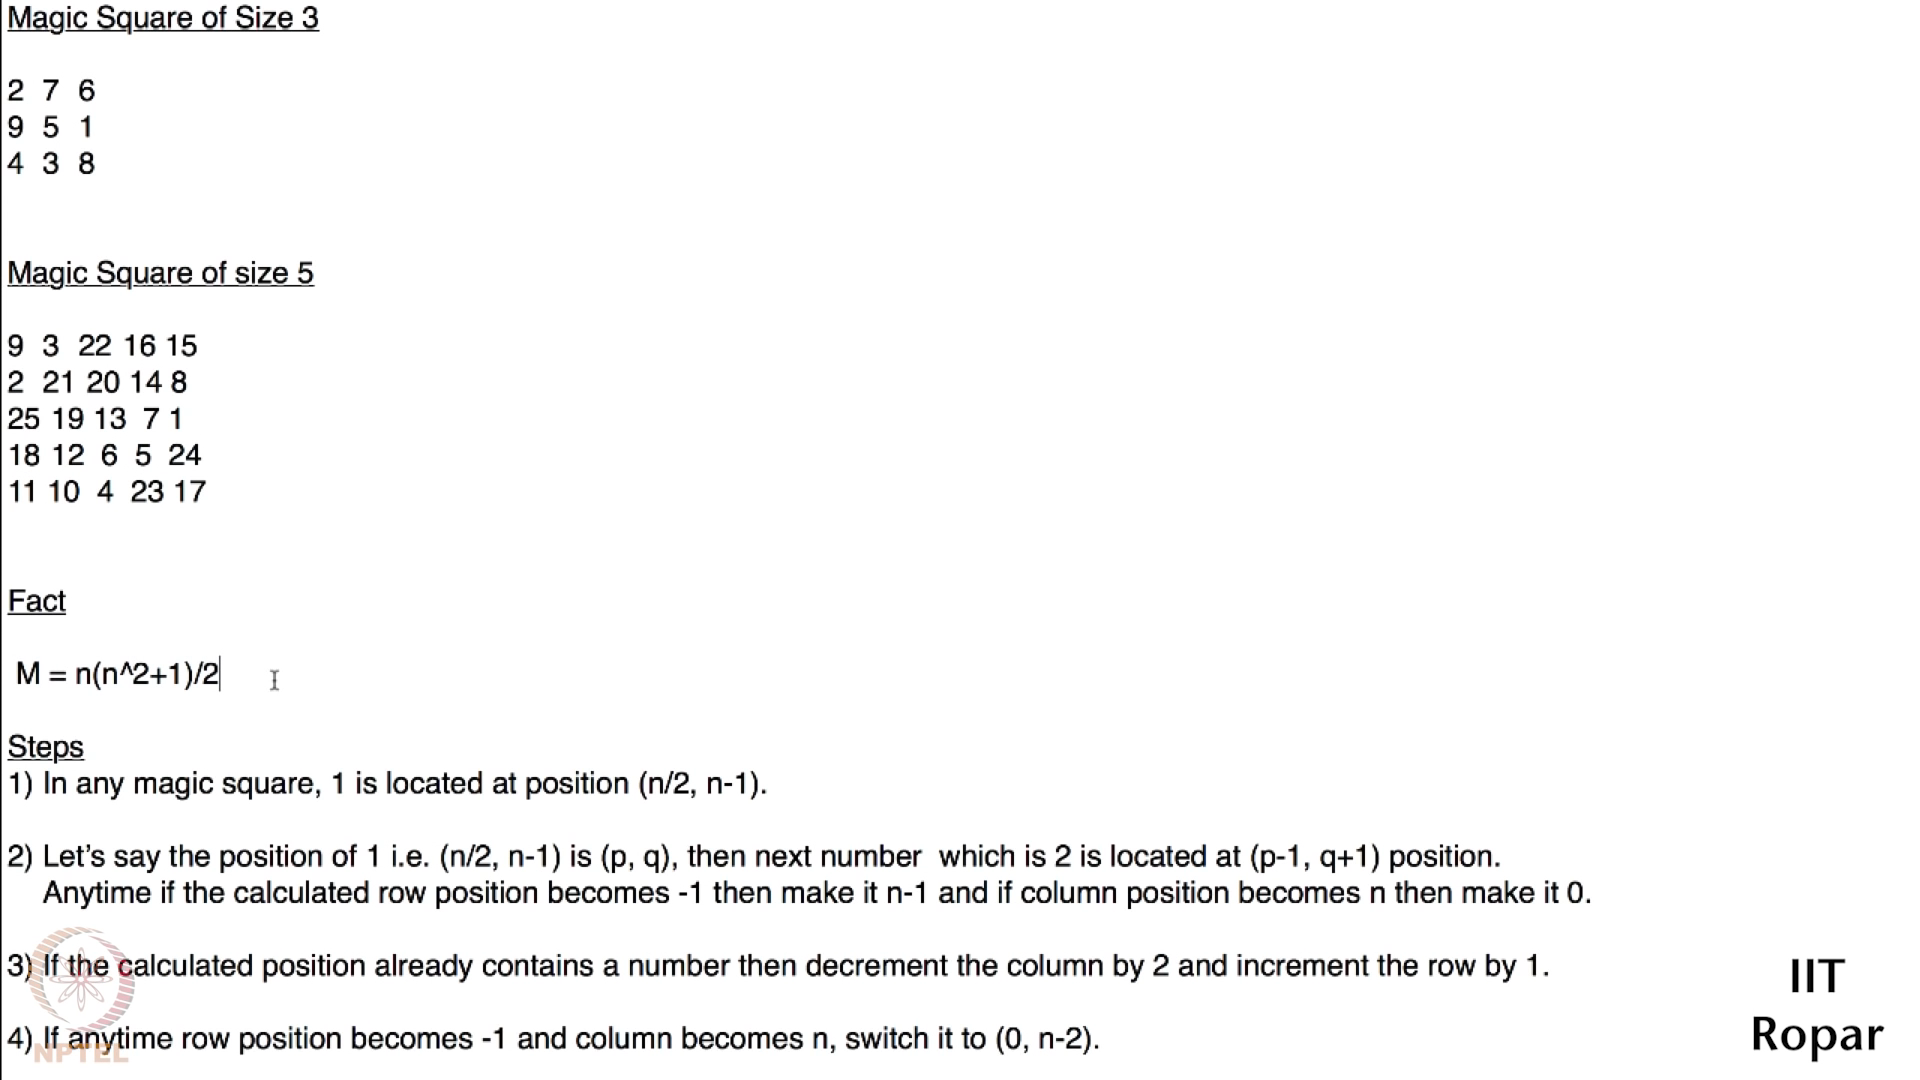 Magic Square of Size 3
2 7 6
9 5 1
4 3 8
Magic Square of size 5
9 3 22 16 15
2 21 20 14 8
25 19 13 7 1
18 12 6 5 24
11 10 4 23 17
Fact
M = n(n^2+1)/2
Steps
1) In any magic square, 1 is located at position (n/2, n-1).
2) Let's say the position of 1 i.e. (n/2, n-1) is (p, q), then next number which is 2 is located at (p-1, q+1) position.
Anytime if the calculated row position becomes -1 then make it n-1 and if column position becomes n then make it 0.
3) If the calculated position already contains a number then decrement the column by 2 and increment the row by 1.
4) If anytime row position becomes -1 and column becomes n, switch it to (0, n-2).
NPTEL
IIT
Ropar